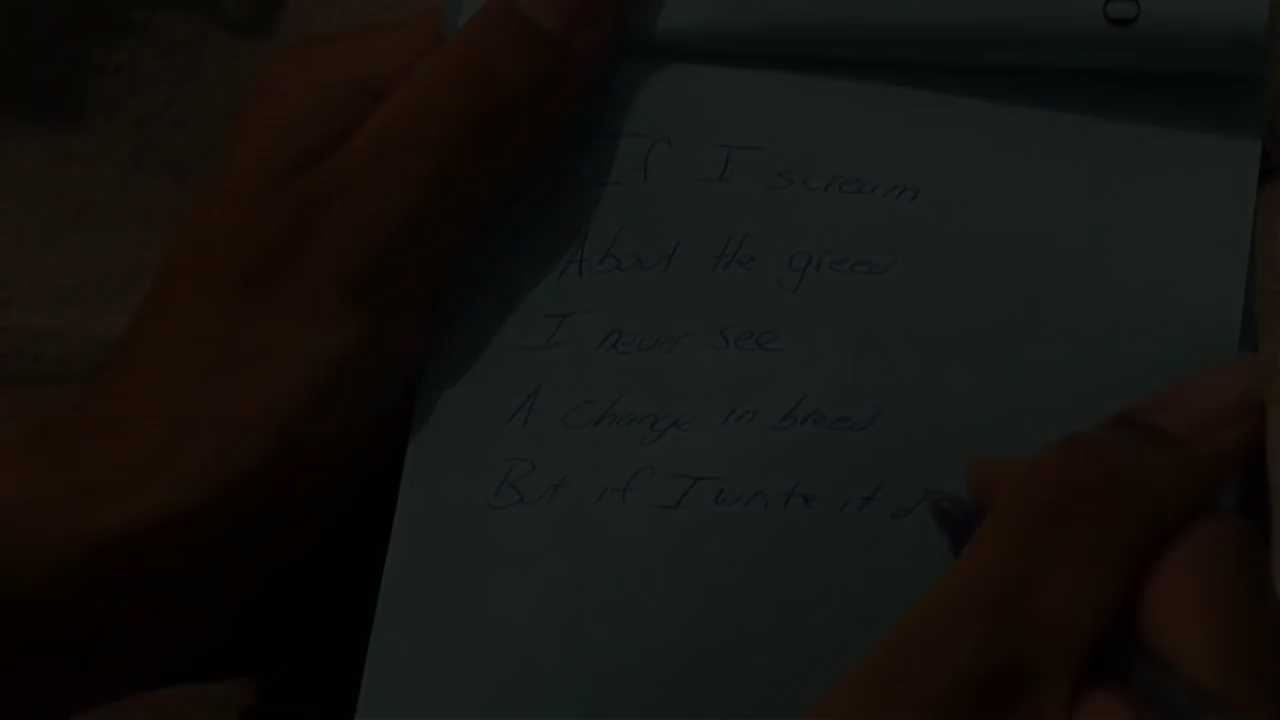 If I scream
About the greed
I never see
A change in breed
But if I write it